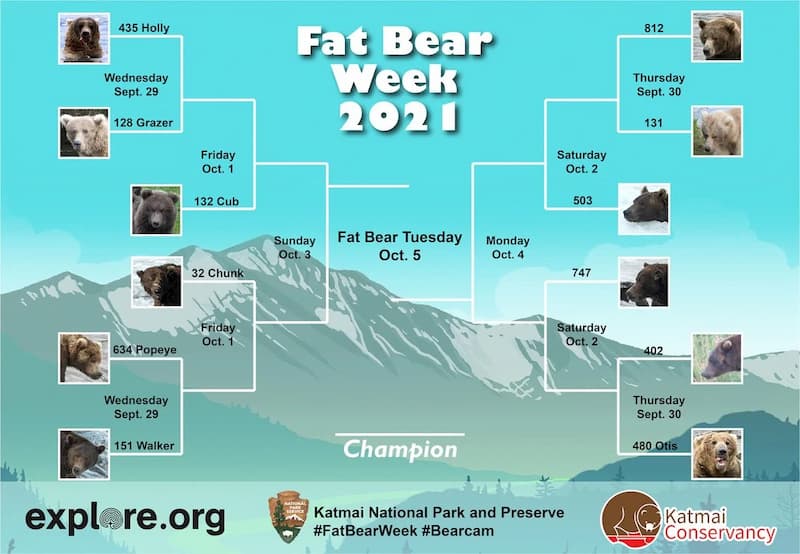 Fat Bear
Week
2021
435 Holly
Wednesday
Sept. 29
128 Grazer
Friday
Oct. 1
132 Cub
Sunday
Oct. 3
32 Chunk
Friday
Oct. 1
634 Popeye
Wednesday
Sept. 29
151 Walker
Fat Bear Tuesday
Oct. 5
812
Thursday
Sept. 30
131
Saturday
Oct. 2
503
Monday
Oct. 4
747
Saturday
Oct. 2
402
Thursday
Sept. 30
480 Otis
Champion
explore.org
NATIONAL
PARK
SERVICE
Katmai National Park and Preserve
#FatBearWeek #Bearcam
Katmai
Conservancy